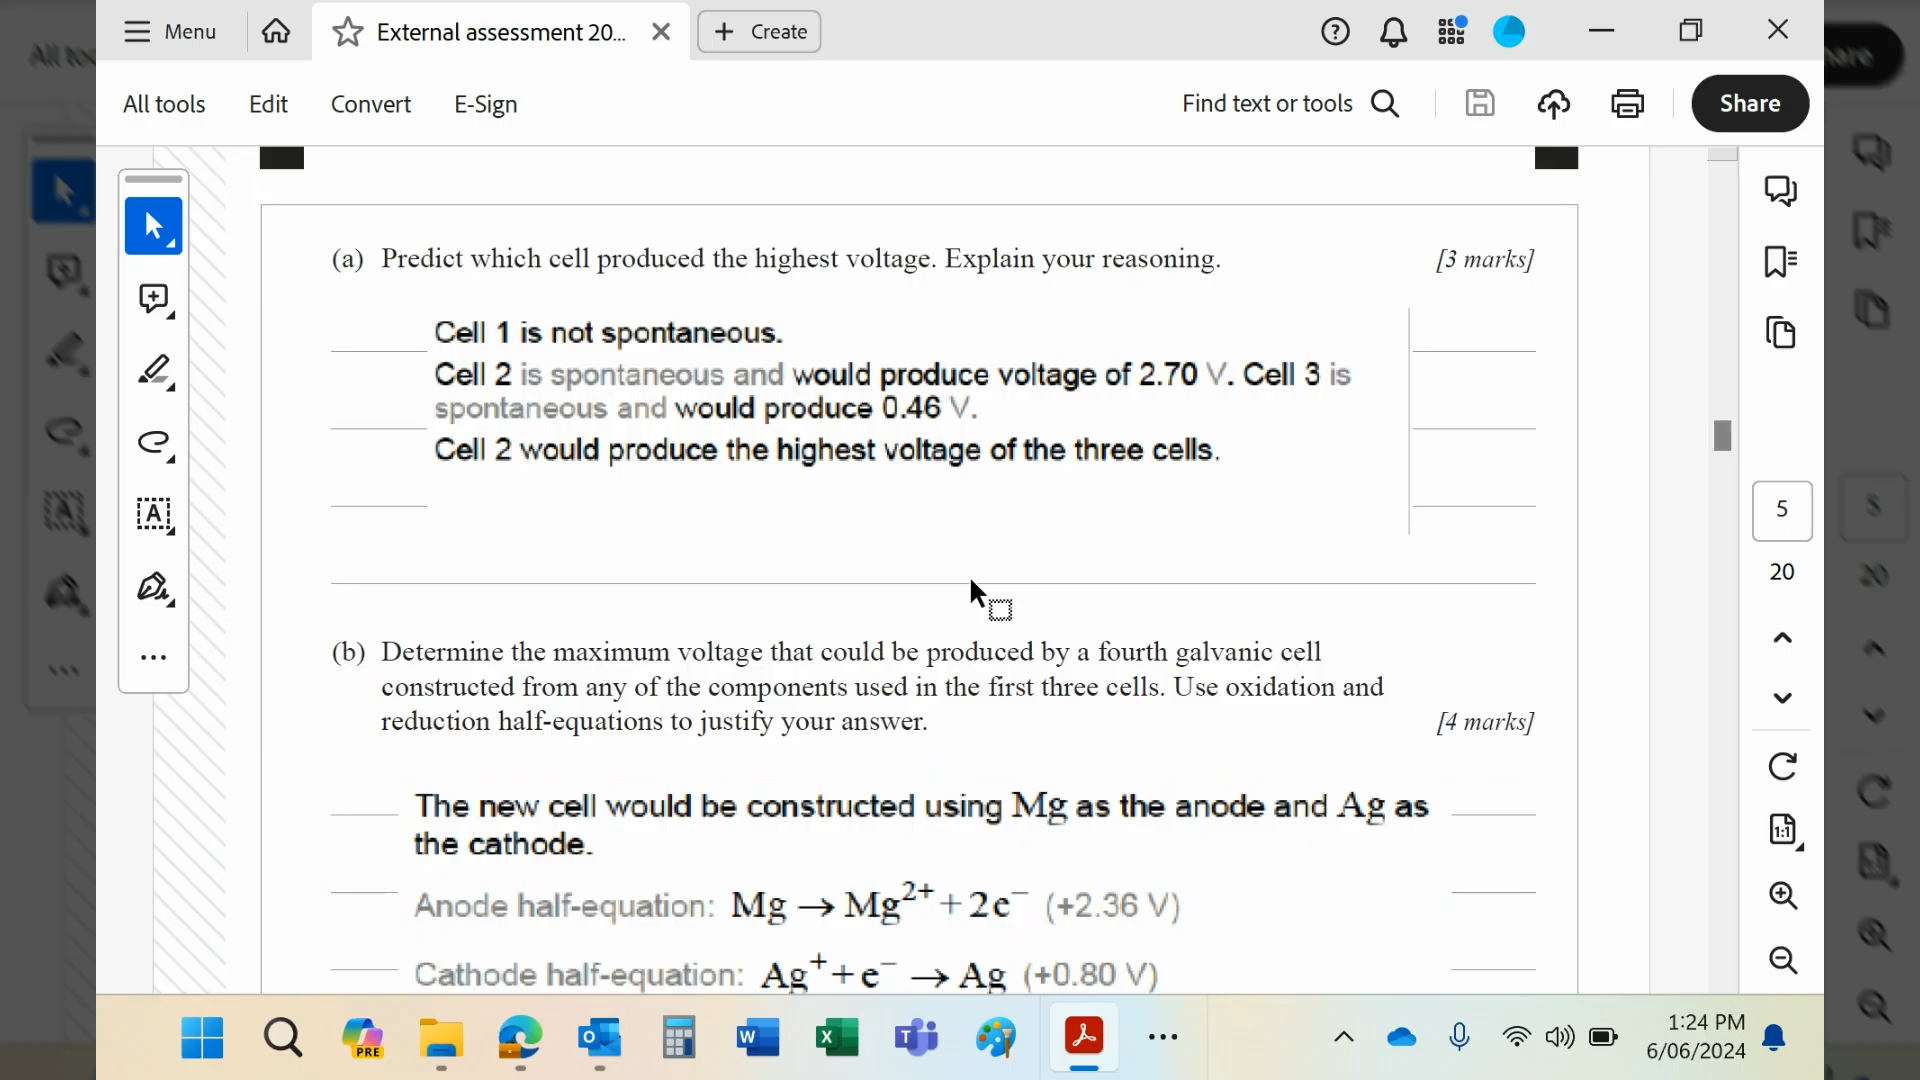 Menu
External assessment 20...
Create
All tools
Edit
Convert
E-Sign
Find text or tools
Share
(a) Predict which cell produced the highest voltage. Explain your reasoning. [3 marks]
Cell 1 is not spontaneous.
Cell 2 is spontaneous and would produce voltage of 2.70 V. Cell 3 is
spontaneous and would produce 0.46 V.
Cell 2 would produce the highest voltage of the three cells.
(b) Determine the maximum voltage that could be produced by a fourth galvanic cell
constructed from any of the components used in the first three cells. Use oxidation and
reduction half-equations to justify your answer. [4 marks]
The new cell would be constructed using Mg as the anode and Ag as
the cathode.
Anode half-equation: Mg → Mg²⁺ + 2e⁻ (+2.36 V)
Cathode half-equation: Ag⁺ + e⁻ → Ag (+0.80 V)
5
20
1:1
PRE
1:24 PM
6/06/2024